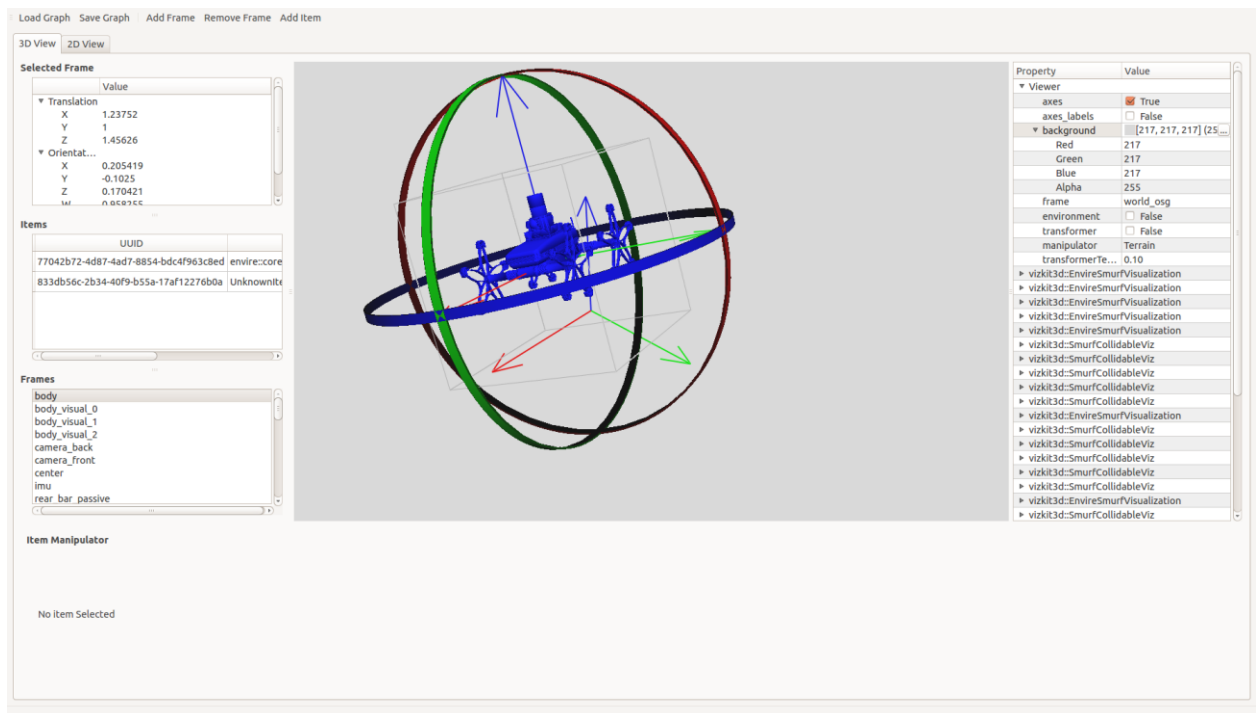 Load Graph Save Graph Add Frame Remove Frame Add Item
3D View 2D View
Selected Frame
Value
Translation
X 1.23752
Y 1
Z 1.45626
Orientat...
X 0.205419
Y -0.1025
Z 0.170421
W 0.958255
Items
UUID
77042b72-4d87-4ad7-8854-bdc4f963c8ed envire::core
833db56c-2b34-40f9-b55a-17af12276b0a UnknownIte
Frames
body
body_visual_0
body_visual_1
body_visual_2
camera_back
camera_front
center
imu
rear_bar_passive
Property Value
Viewer
axes True
axes_labels False
background [217, 217, 217] (25 ...
Red 217
Green 217
Blue 217
Alpha 255
frame world_osg
environment False
transformer False
manipulator Terrain
transformerTe... 0.10
vizkit3d::EnvireSmurfVisualization
vizkit3d::EnvireSmurfVisualization
vizkit3d::EnvireSmurfVisualization
vizkit3d::EnvireSmurfVisualization
vizkit3d::EnvireSmurfVisualization
vizkit3d::SmurfCollidableViz
vizkit3d::SmurfCollidableViz
vizkit3d::SmurfCollidableViz
vizkit3d::SmurfCollidableViz
vizkit3d::SmurfCollidableViz
vizkit3d::EnvireSmurfVisualization
vizkit3d::SmurfCollidableViz
vizkit3d::SmurfCollidableViz
vizkit3d::SmurfCollidableViz
vizkit3d::SmurfCollidableViz
vizkit3d::SmurfCollidableViz
vizkit3d::EnvireSmurfVisualization
vizkit3d::SmurfCollidableViz
Item Manipulator
No item Selected